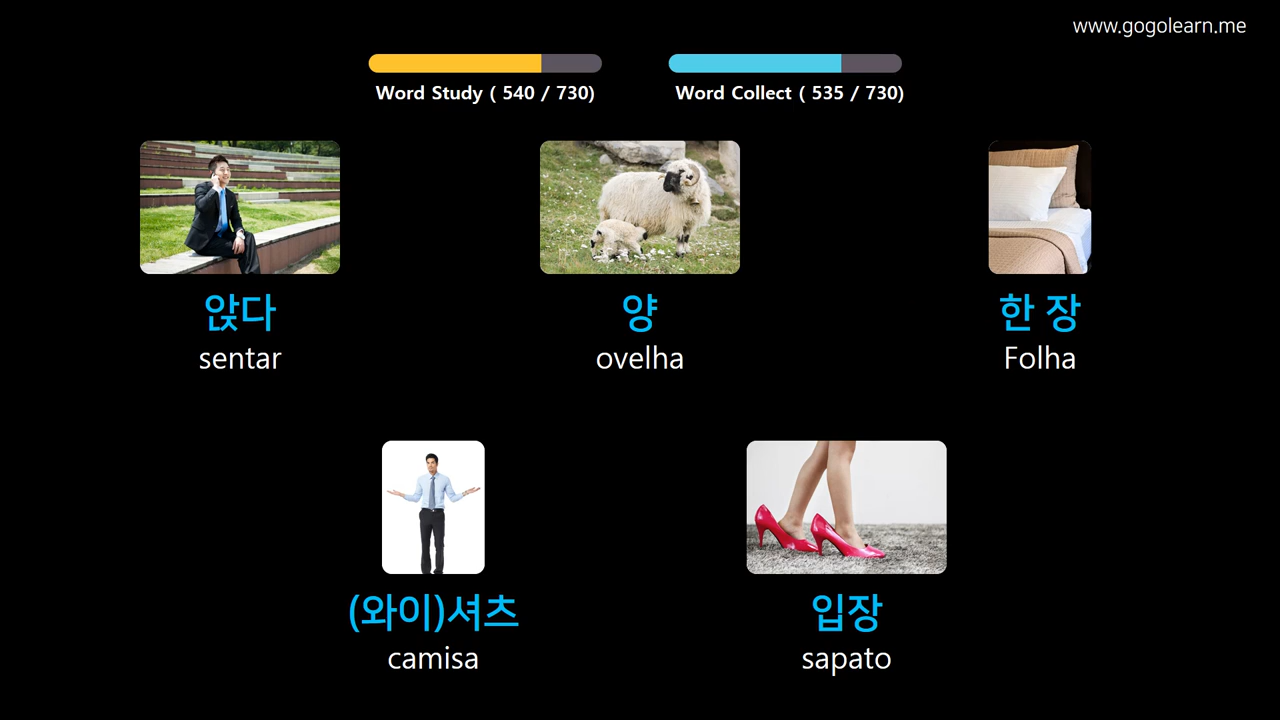 www.gogolearn.me
Word Study ( 540 / 730)
Word Collect ( 535 / 730)
앉다
sentar
양
ovelha
한 장
Folha
(와이)셔츠
camisa
입장
sapato